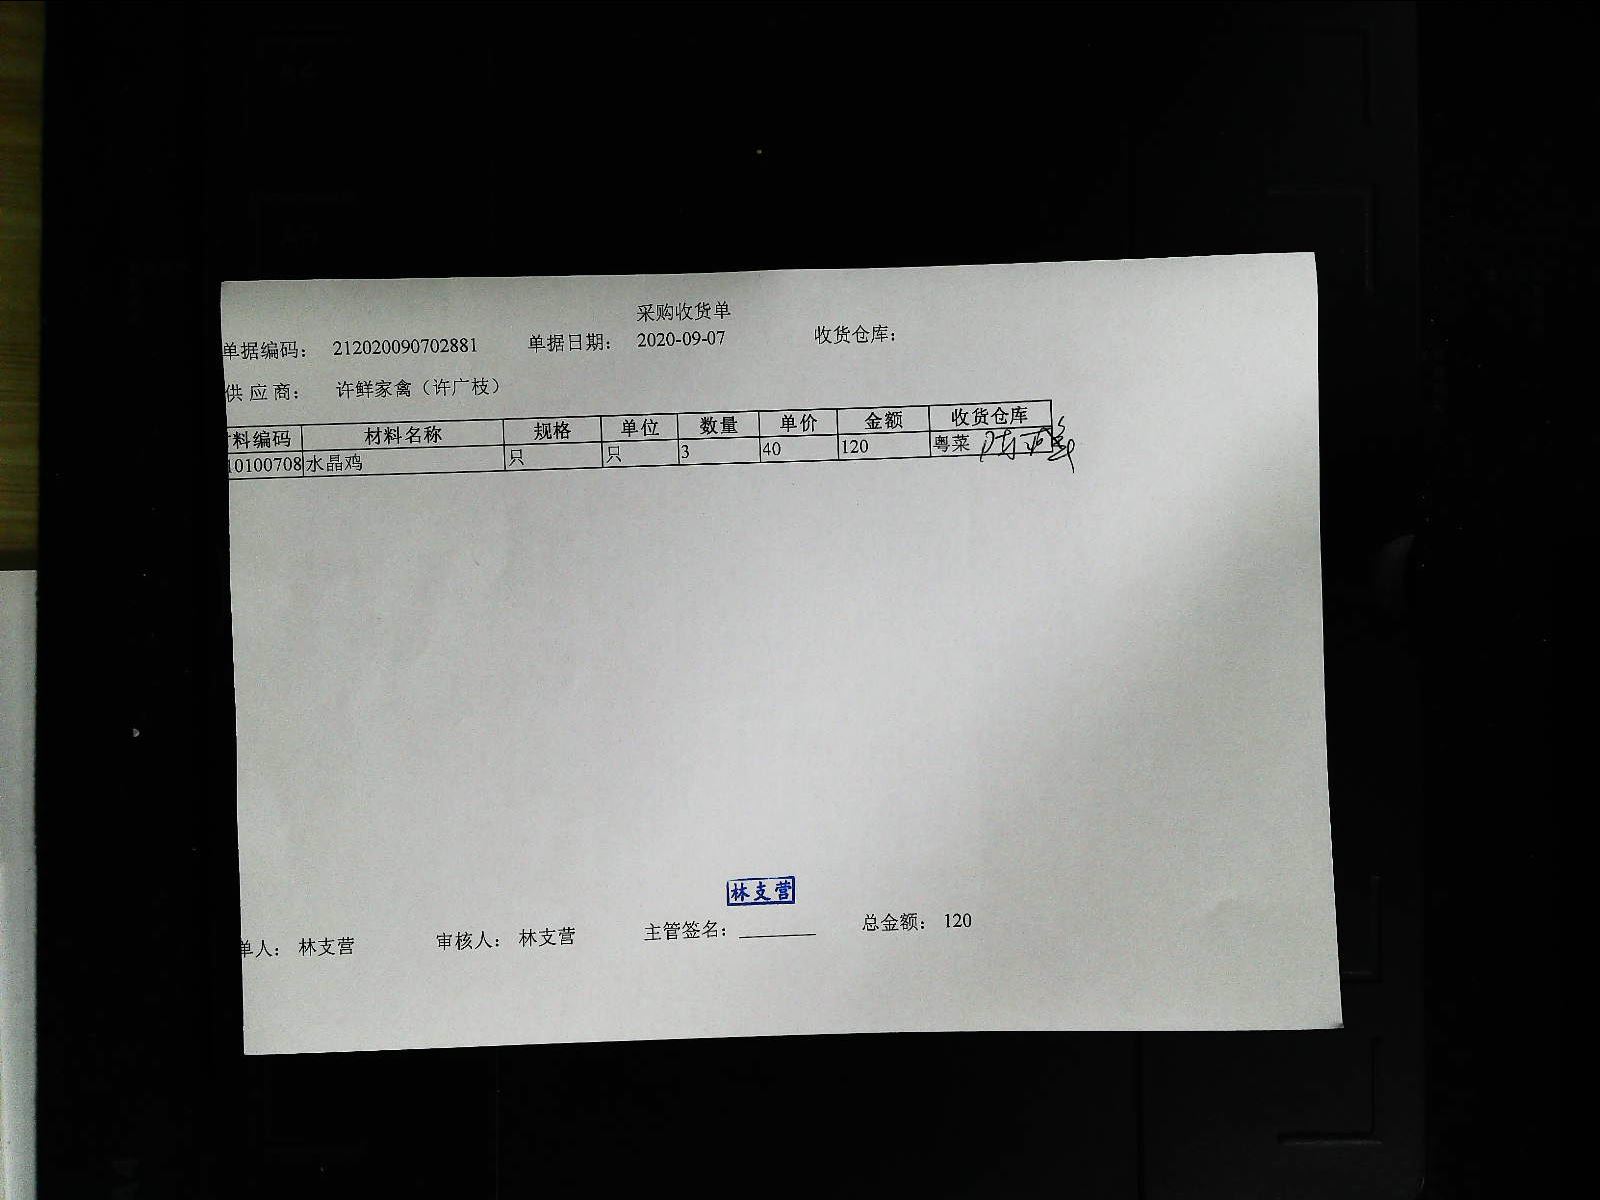 采购收货单
单据编码： 212020090702881 单据日期： 2020-09-07 收货仓库：
供应商： 许鲜家禽（许广枝）
料编码 材料名称 规格 单位 数量 单价 金额 收货仓库
10100708 水晶鸡 只 只 3 40 120 粤菜
林支营
单人： 林支营 审核人： 林支营 主管签名： 总金额： 120